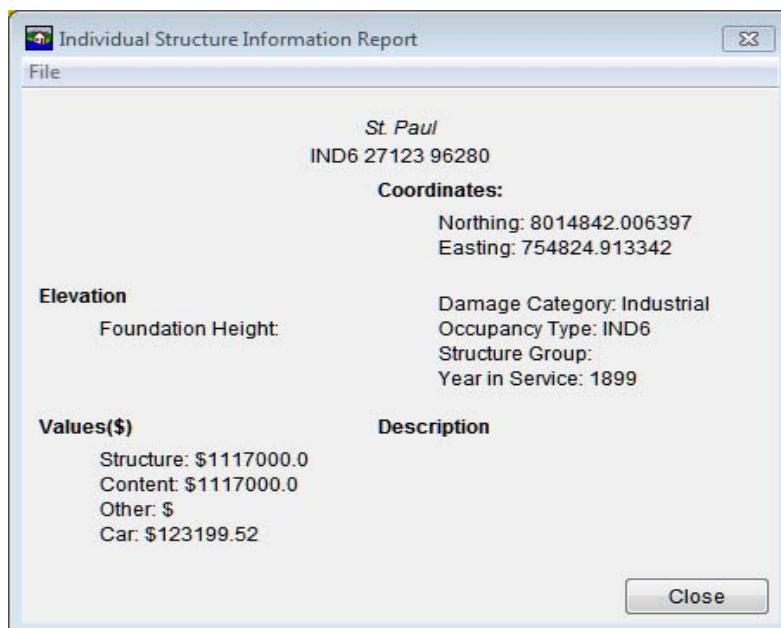 Individual Structure Information Report
File
St. Paul
IND6 27123 96280
Coordinates:
Northing: 8014842.006397
Easting: 754824.913342
Elevation
Foundation Height:
Damage Category: Industrial
Occupancy Type: IND6
Structure Group:
Year in Service: 1899
Values($)
Structure: $1117000.0
Content: $1117000.0
Other: $
Car: $123199.52
Description
Close